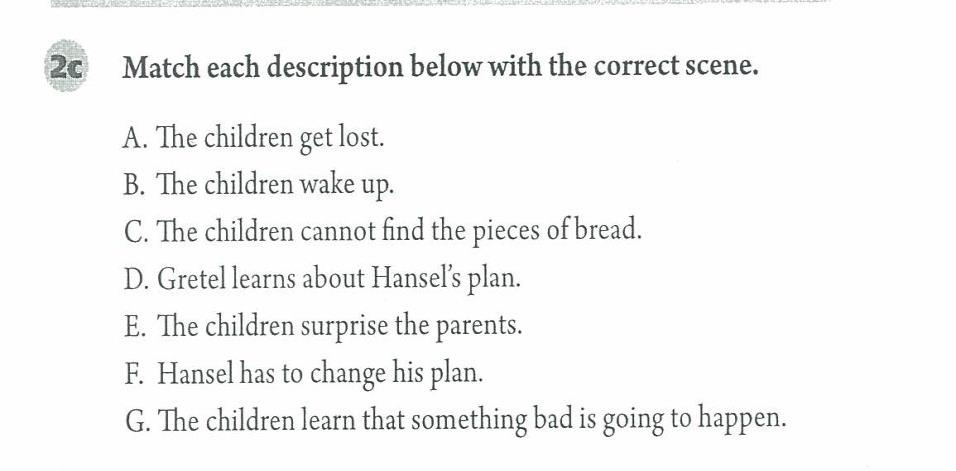 2c Match each description below with the correct scene.
A. The children get lost.
B. The children wake up.
C. The children cannot find the pieces of bread.
D. Gretel learns about Hansel's plan.
E. The children surprise the parents.
F. Hansel has to change his plan.
G. The children learn that something bad is going to happen.